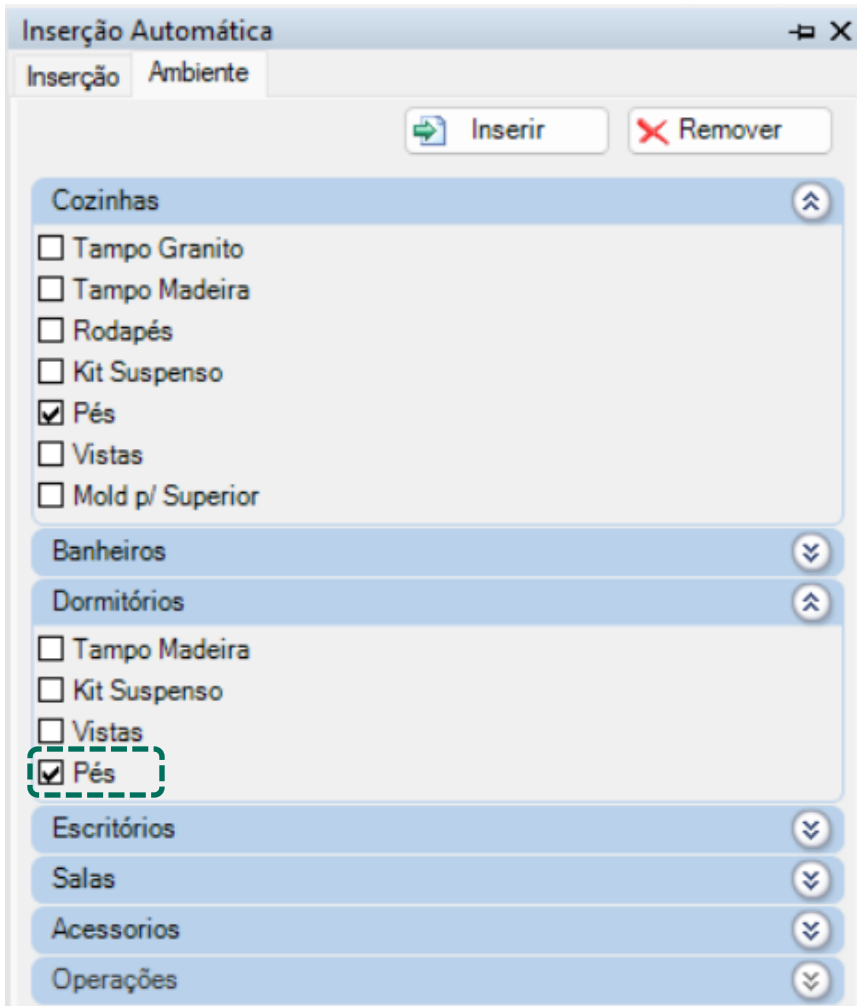 Inserção Automática
Inserção Ambiente
Inserir Remover
Cozinhas
Tampo Granito
Tampo Madeira
Rodapés
Kit Suspenso
Pés
Vistas
Mold p/ Superior
Banheiros
Dormitórios
Tampo Madeira
Kit Suspenso
Vistas
Pés
Escritórios
Salas
Acessorios
Operações